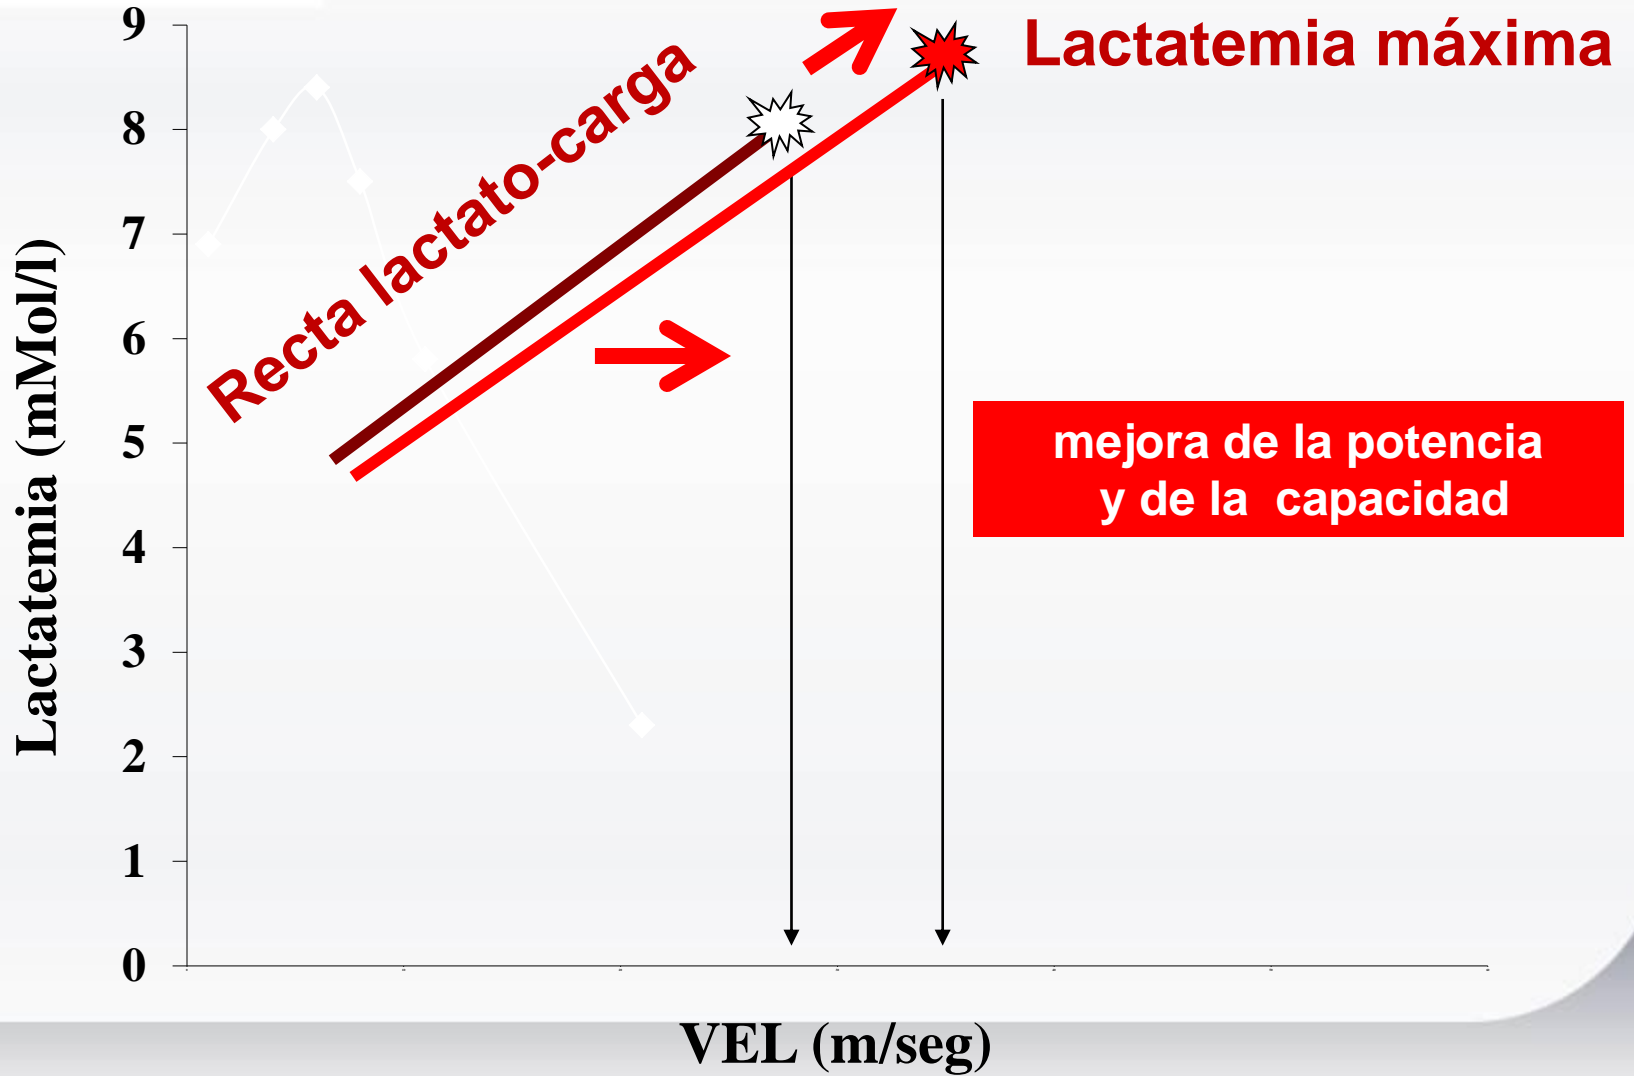 Lactatemia máxima
Recta lactato-carga
9
8
7
6
5
4
3
2
1
0
Lactatemia (mMol/l)
mejora de la potencia
y de la capacidad
VEL (m/seg)